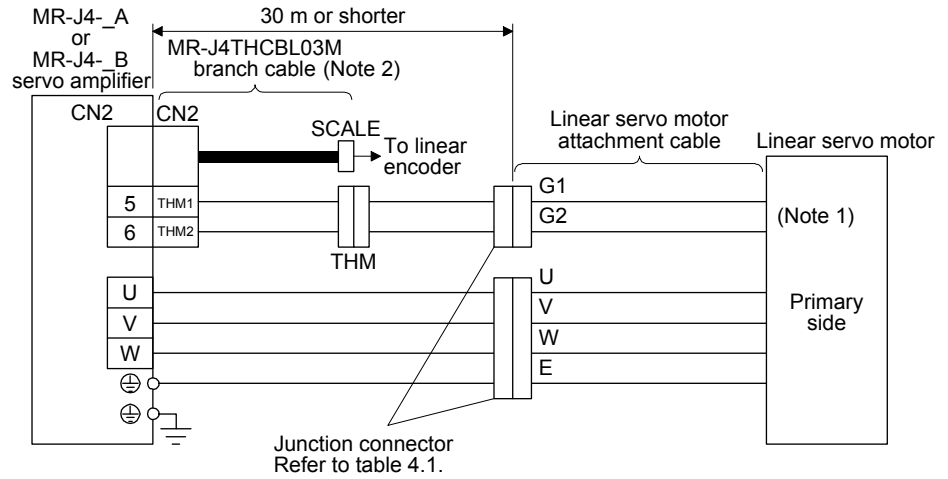 MR-J4-_A
or
MR-J4-_B
servo amplifier
30 m or shorter
MR-J4THCBL03M
branch cable (Note 2)
CN2
CN2
SCALE
To linear
encoder
Linear servo motor
attachment cable
Linear servo motor
5
THM1
6
THM2
THM
G1
G2
(Note 1)
U
V
W
U
V
W
E
Primary
side
Junction connector
Refer to table 4.1.